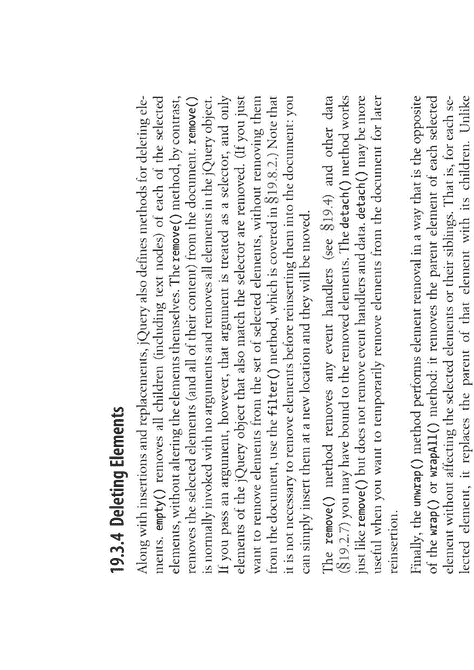 19.3.4 Deleting Elements
Along with insertions and replacements, jQuery also defines methods for deleting ele-
ments. empty() removes all children (including text nodes) of each of the selected
elements, without altering the elements themselves. The remove() method, by contrast,
removes the selected elements (and all of their content) from the document. remove()
is normally invoked with no arguments and removes all elements in the jQuery object.
If you pass an argument, however, that argument is treated as a selector, and only
elements of the jQuery object that also match the selector are removed. (If you just
want to remove elements from the set of selected elements, without removing them
from the document, use the filter() method, which is covered in §19.8.2.) Note that
it is not necessary to remove elements before reinserting them into the document: you
can simply insert them at a new location and they will be moved.
The remove() method removes any event handlers (see §19.4) and other data
(§19.2.7) you may have bound to the removed elements. The detach() method works
just like remove() but does not remove event handlers and data. detach() may be more
useful when you want to temporarily remove elements from the document for later
reinsertion.
Finally, the unwrap() method performs element removal in a way that is the opposite
of the wrap() or wrapAll() method: it removes the parent element of each selected
element without affecting the selected elements or their siblings. That is, for each se-
lected element, it replaces the parent of that element with its children. Unlike